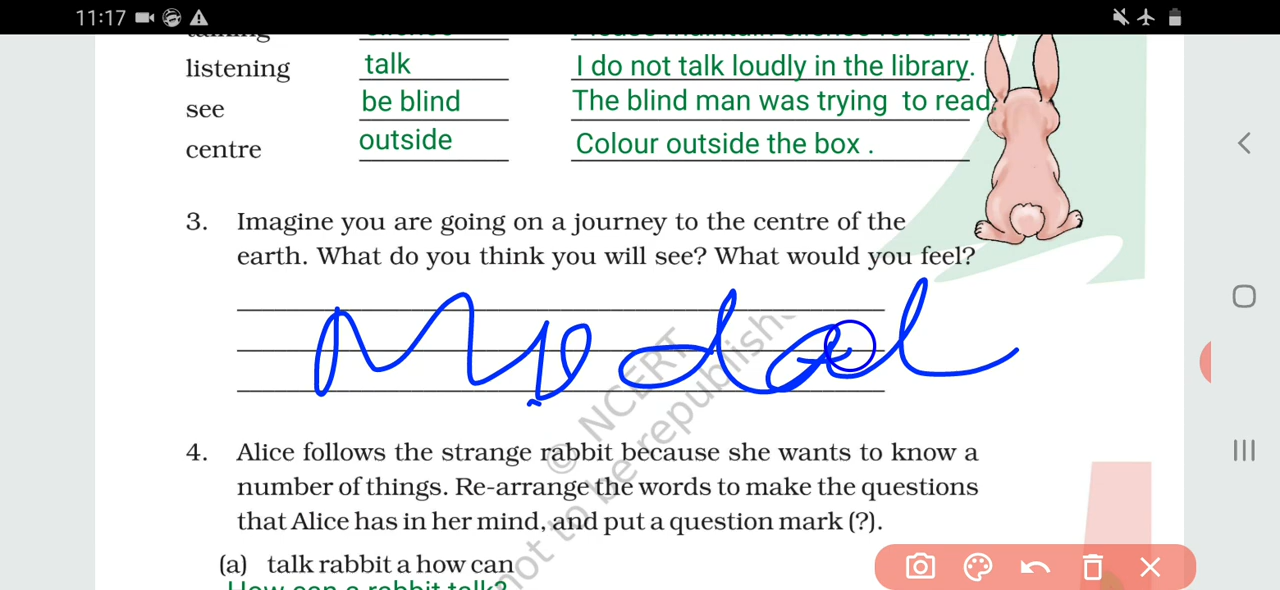 11:17
listening talk I do not talk loudly in the library.
see be blind The blind man was trying to read.
centre outside Colour outside the box .
3. Imagine you are going on a journey to the centre of the
earth. What do you think you will see? What would you feel?
© NCERT
not to be republished
4. Alice follows the strange rabbit because she wants to know a
number of things. Re-arrange the words to make the questions
that Alice has in her mind, and put a question mark (?).
(a) talk rabbit a how can
How can a rabbit talk?